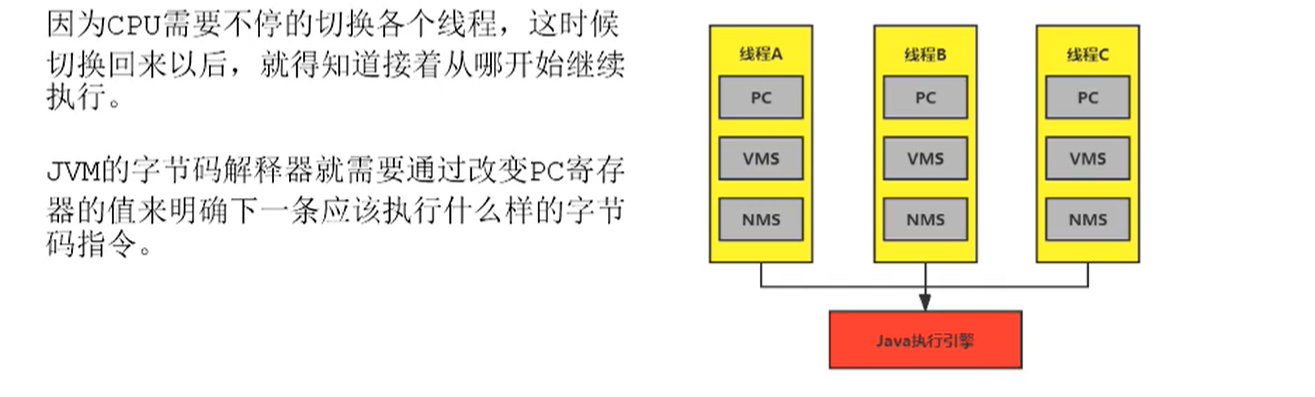 因为CPU需要不停的切换各个线程，这时候
切换回来以后，就得知道接着从哪开始继续
执行。
JVM的字节码解释器就需要通过改变PC寄存
器的值来明确下一条应该执行什么样的字节
码指令。
线程A
PC
VMS
NMS
线程B
PC
VMS
NMS
线程C
PC
VMS
NMS
Java执行引擎